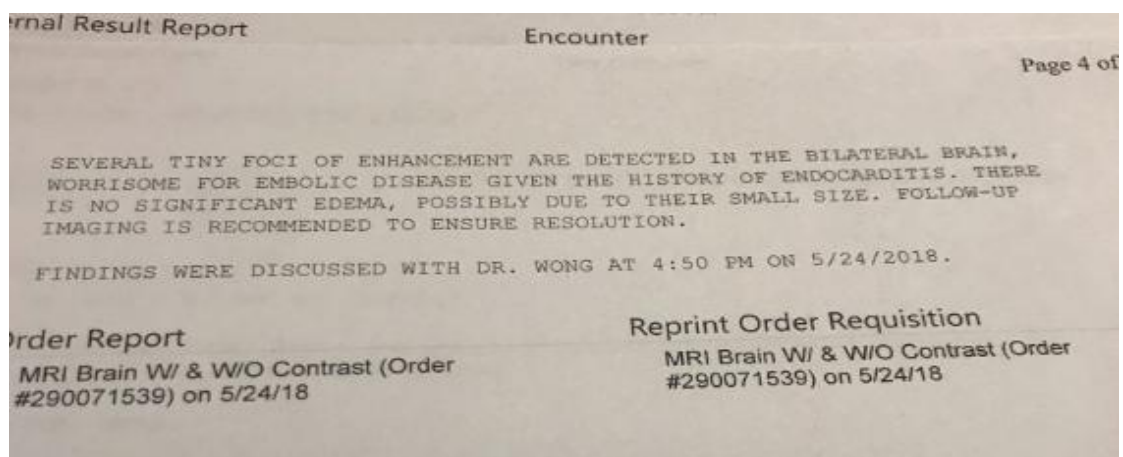 ernal Result Report
Encounter
Page 4 of
SEVERAL TINY FOCI OF ENHANCEMENT ARE DETECTED IN THE BILATERAL BRAIN,
WORRISOME FOR EMBOLIC DISEASE GIVEN THE HISTORY OF ENDOCARDITIS. THERE
IS NO SIGNIFICANT EDEMA, POSSIBLY DUE TO THEIR SMALL SIZE. FOLLOW-UP
IMAGING IS RECOMMENDED TO ENSURE RESOLUTION.
FINDINGS WERE DISCUSSED WITH DR. WONG AT 4:50 PM ON 5/24/2018.
Order Report
MRI Brain W/ & W/O Contrast (Order
#290071539) on 5/24/18
Reprint Order Requisition
MRI Brain W/ & W/O Contrast (Order
#290071539) on 5/24/18